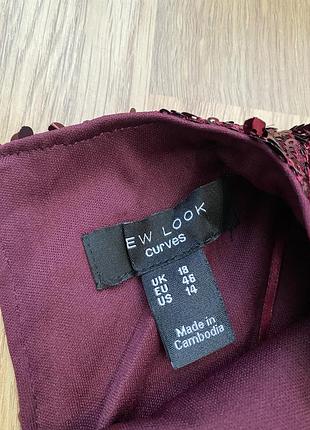 EW LOOK
curves
UK 18
EU 46
US 14
Made in
Cambodia